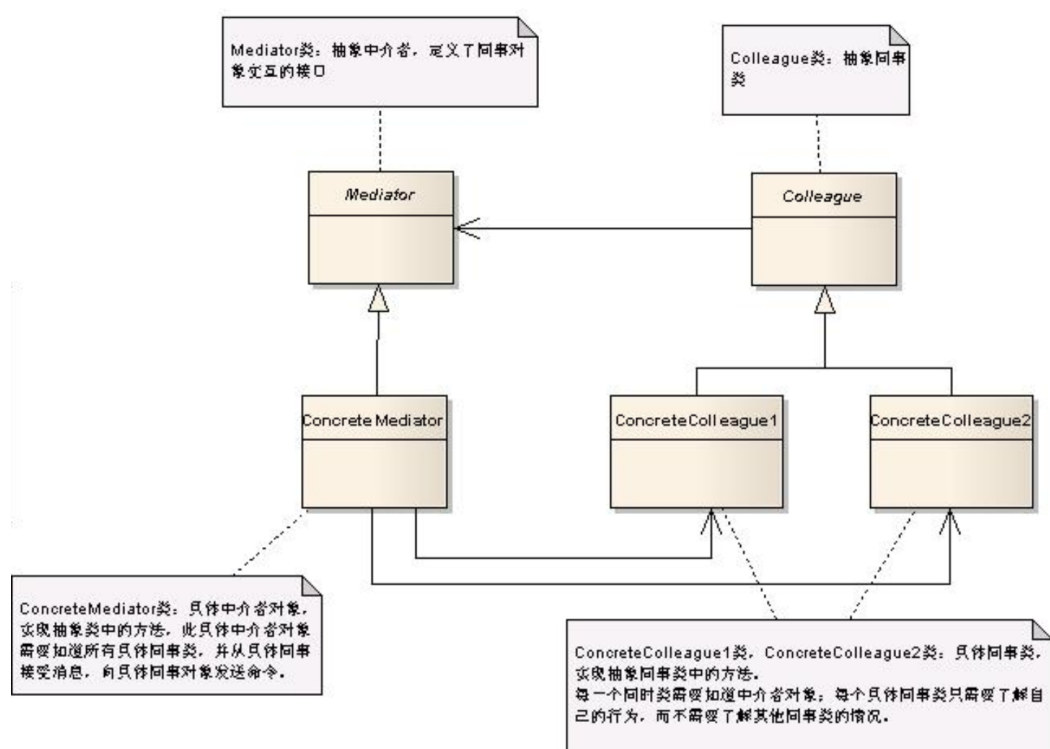 Mediator类：抽象中介者，定义了同事对
象交互的接口
Colleague类：抽象同事
类
Mediator
Colleague
ConcreteMediator
ConcreteColleague1
ConcreteColleague2
ConcreteMediator类：具体中介者对象，
实现抽象类中的方法，此具体中介者对象
需要知道所有具体同事类，并从具体同事
接受消息，向具体同事对象发送命令。
ConcreteColleague1类，ConcreteColleague2类：具体同事类，
实现抽象同事类中的方法。
每一个同时类需要知道中介者对象；每个具体同事类只需要了解自
己的行为，而不需要了解其他同事类的情况。